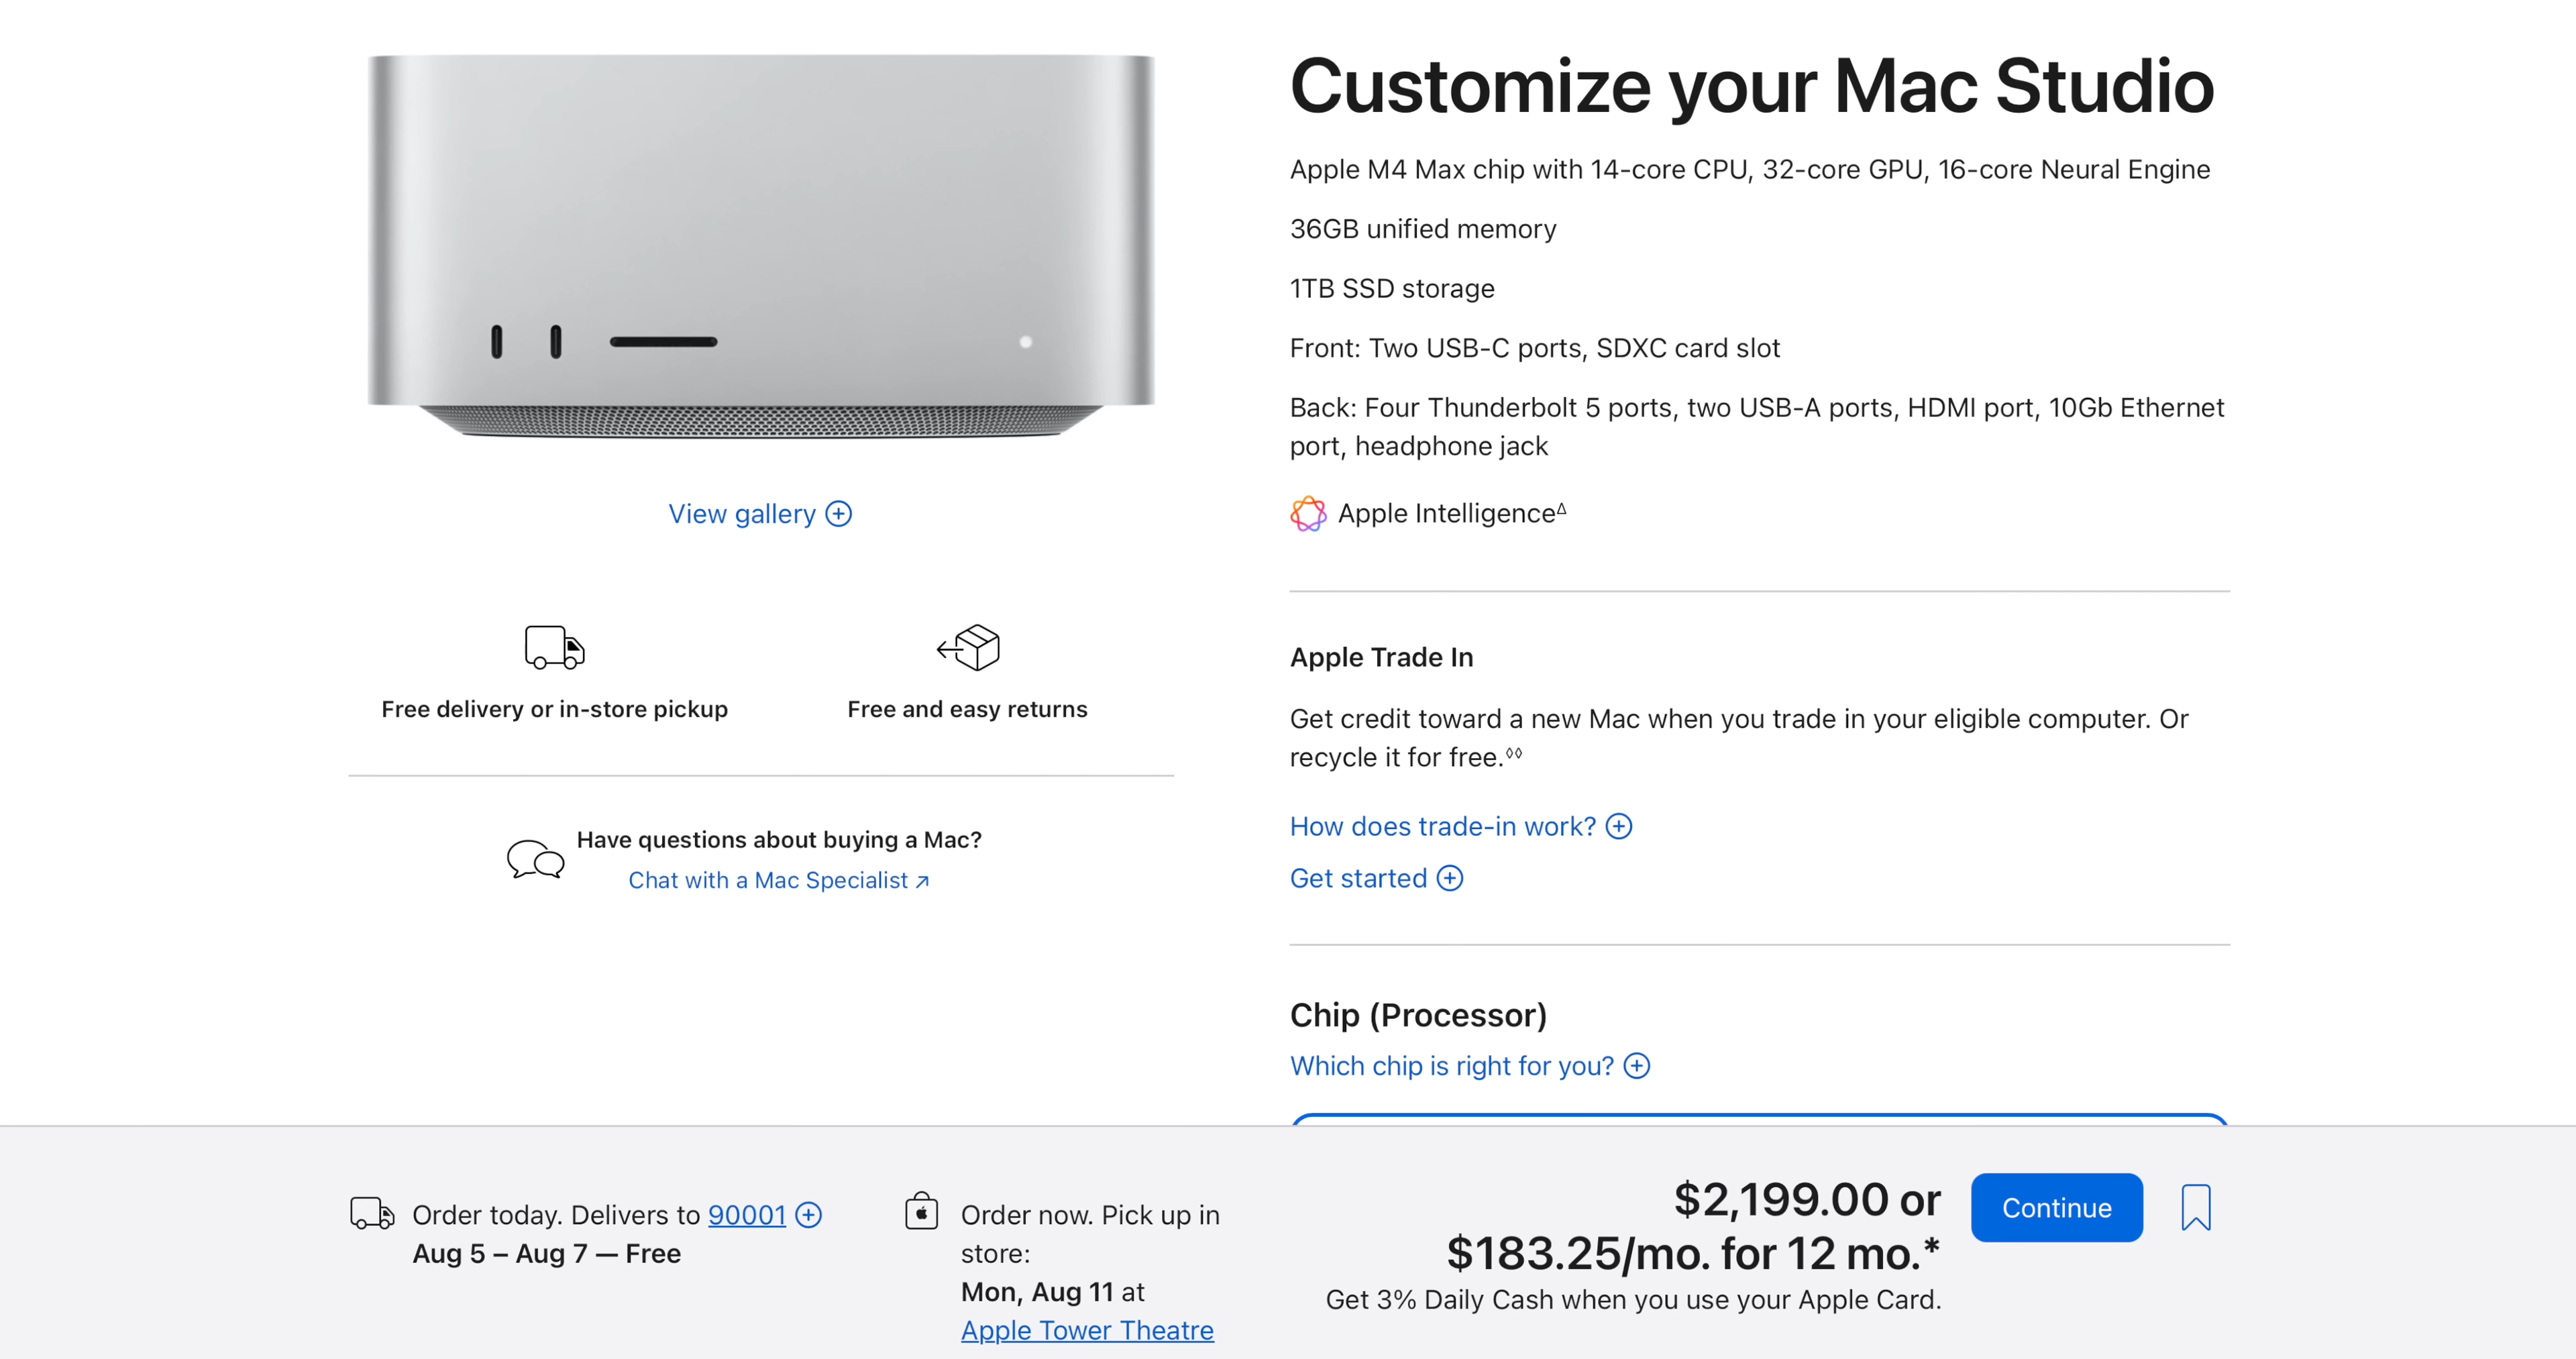 Customize your Mac Studio
Apple M4 Max chip with 14-core CPU, 32-core GPU, 16-core Neural Engine
36GB unified memory
1TB SSD storage
Front: Two USB-C ports, SDXC card slot
Back: Four Thunderbolt 5 ports, two USB-A ports, HDMI port, 10Gb Ethernet
port, headphone jack
Apple Intelligence∆
View gallery
Free delivery or in-store pickup
Free and easy returns
Have questions about buying a Mac?
Chat with a Mac Specialist ↗
Apple Trade In
Get credit toward a new Mac when you trade in your eligible computer. Or
recycle it for free.◊◊
How does trade-in work?
Get started
Chip (Processor)
Which chip is right for you?
Order today. Delivers to 90001
Aug 5 – Aug 7 — Free
Order now. Pick up in
store:
Mon, Aug 11 at
Apple Tower Theatre
$2,199.00 or
$183.25/mo. for 12 mo.*
Get 3% Daily Cash when you use your Apple Card.
Continue